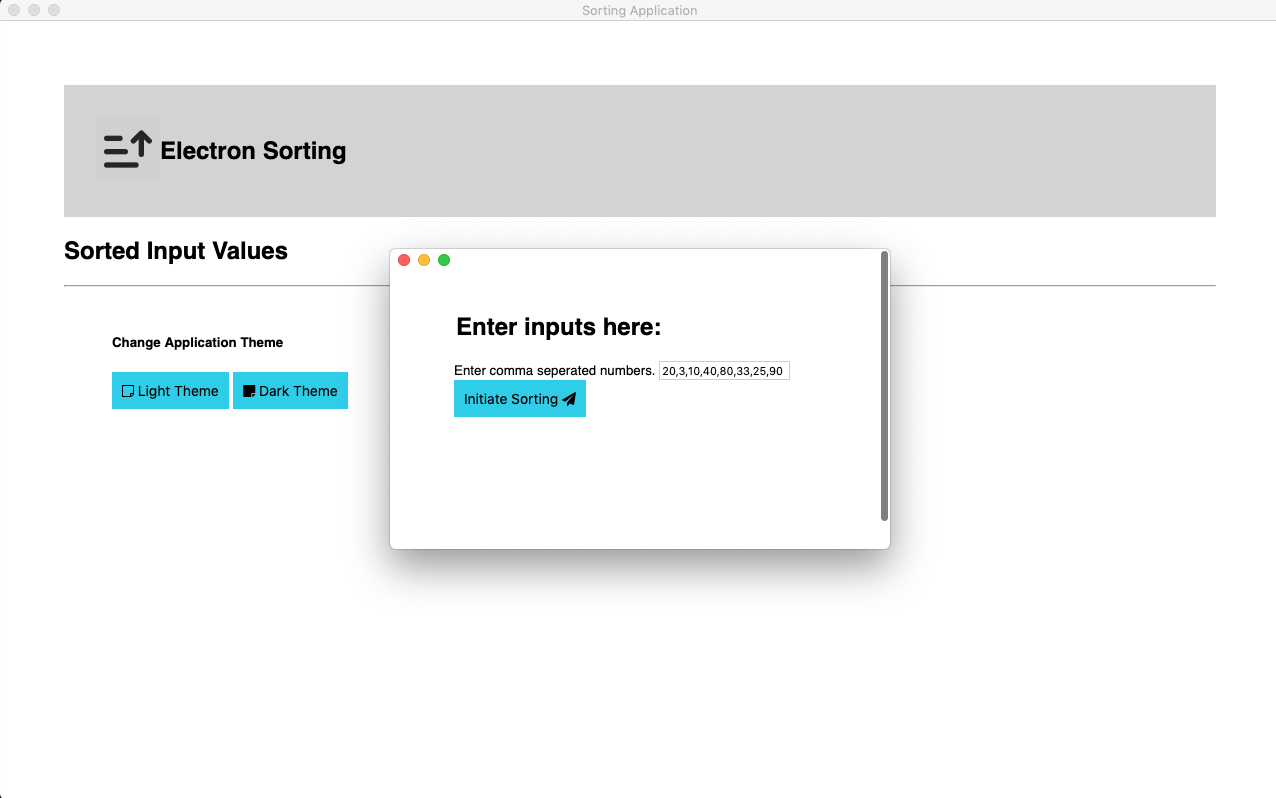 Sorting Application
Electron Sorting
Sorted Input Values
Change Application Theme
Light Theme Dark Theme
Enter inputs here:
Enter comma seperated numbers. 20,3,10,40,80,33,25,90
Initiate Sorting